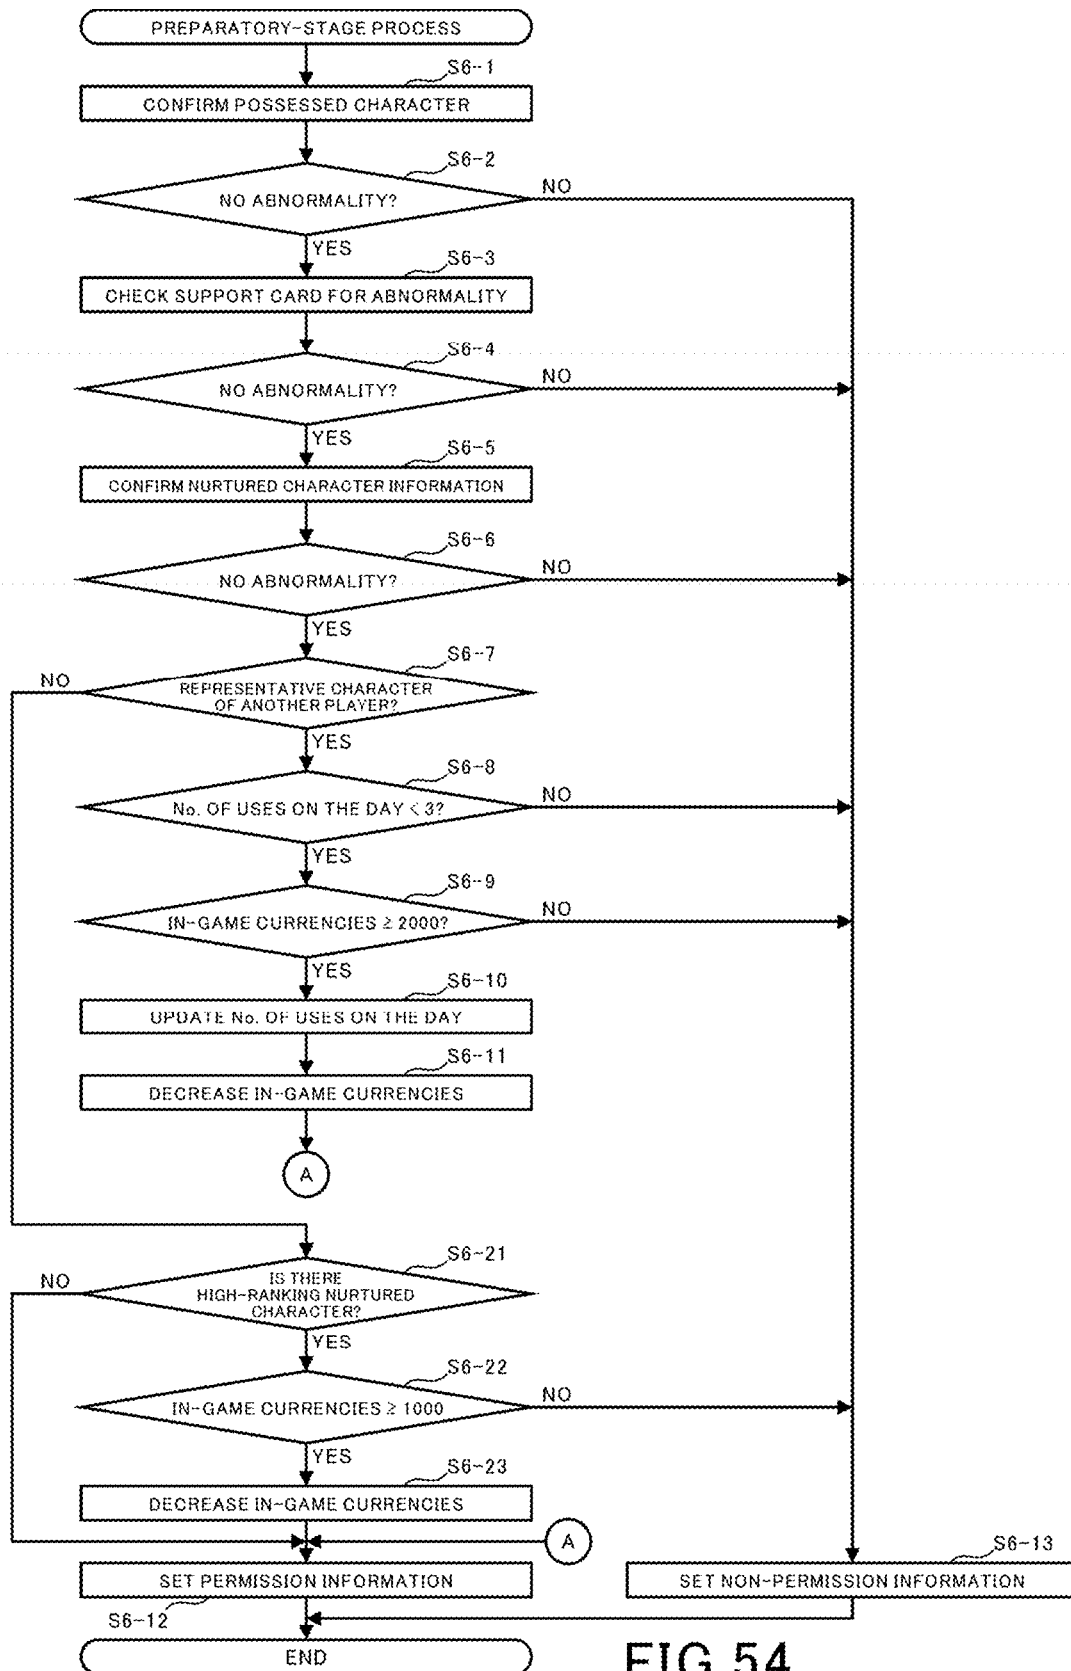 PREPARATORY-STAGE PROCESS
S6-1
CONFIRM POSSESSED CHARACTER
S6-2
NO ABNORMALITY?
NO
YES
S6-3
CHECK SUPPORT CARD FOR ABNORMALITY
S6-4
NO ABNORMALITY?
NO
YES
S6-5
CONFIRM NURTURED CHARACTER INFORMATION
S6-6
NO ABNORMALITY?
NO
YES
S6-7
NO
REPRESENTATIVE CHARACTER
OF ANOTHER PLAYER?
YES
S6-8
No. OF USES ON THE DAY < 3?
NO
YES
S6-9
IN-GAME CURRENCIES ≥ 2000?
NO
YES
S6-10
UPDATE No. OF USES ON THE DAY
S6-11
DECREASE IN-GAME CURRENCIES
A
S6-21
NO
IS THERE
HIGH-RANKING NURTURED
CHARACTER?
YES
S6-22
IN-GAME CURRENCIES ≥ 1000
NO
YES
S6-23
DECREASE IN-GAME CURRENCIES
A
S6-13
SET PERMISSION INFORMATION
SET NON-PERMISSION INFORMATION
S6-12
END
FIG.54